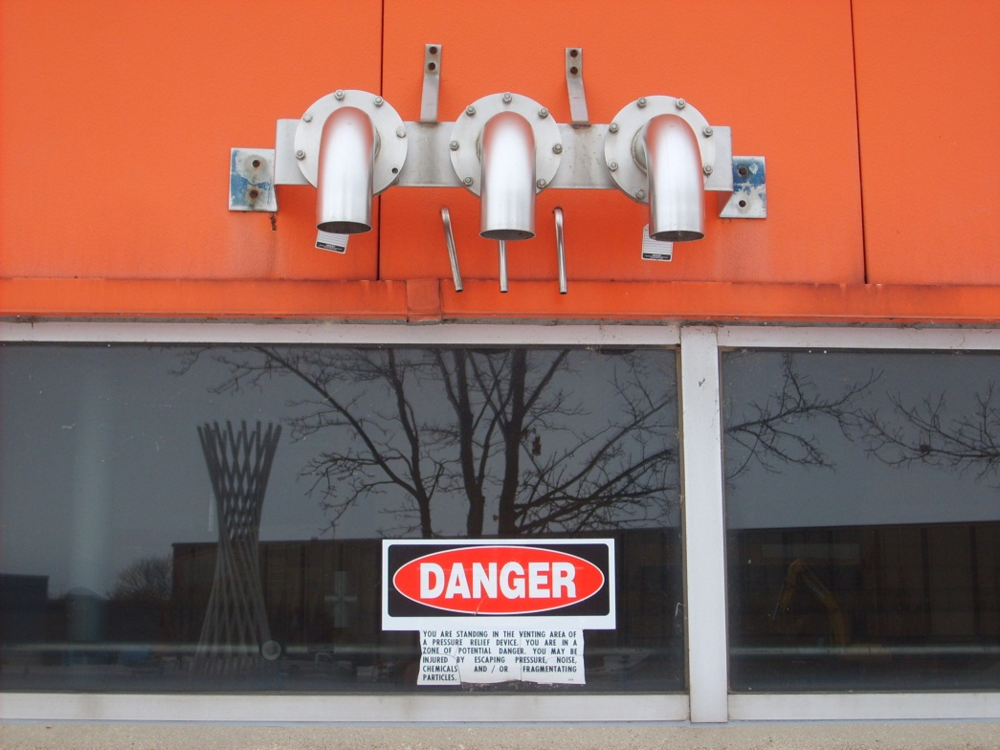 DANGER
YOU ARE STANDING IN THE VENTING AREA OF
A PRESSURE RELIEF DEVICE. YOU ARE IN A
ZONE OF POTENTIAL DANGER. YOU MAY BE
INJURED BY ESCAPING PRESSURE, NOISE,
CHEMICALS AND / OR FRAGMENTATING
PARTICLES.